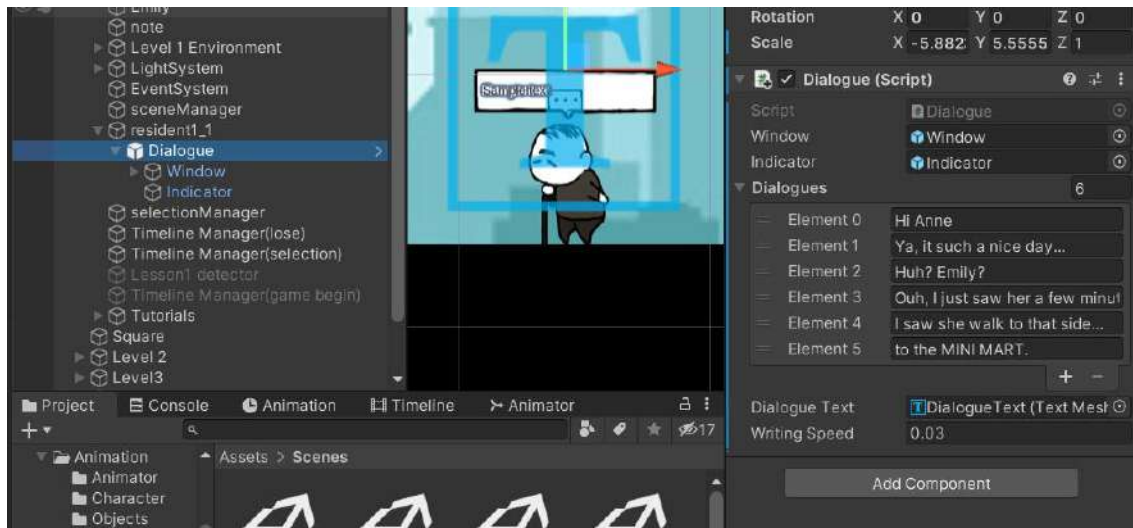 Emily
note
Level 1 Environment
LightSystem
EventSystem
sceneManager
resident1_1
Dialogue
Window
Indicator
selectionManager
Timeline Manager(lose)
Timeline Manager(selection)
Lesson1 detector
Timeline Manager(game begin)
Tutorials
Square
Level 2
Level3
Project
Console
Animation
Timeline
Animator
17
Animation
Animator
Character
Objects
Assets > Scenes
Rotation X 0 Y 0 Z 0
Scale X -5.882 Y 5.5555 Z 1
Dialogue (Script)
Script Dialogue
Window Window
Indicator Indicator
Dialogues 6
Element 0 Hi Anne
Element 1 Ya, it such a nice day...
Element 2 Huh? Emily?
Element 3 Ouh, I just saw her a few minut
Element 4 I saw she walk to that side...
Element 5 to the MINI MART.
Dialogue Text DialogueText (Text Mesh
Writing Speed 0.03
Add Component